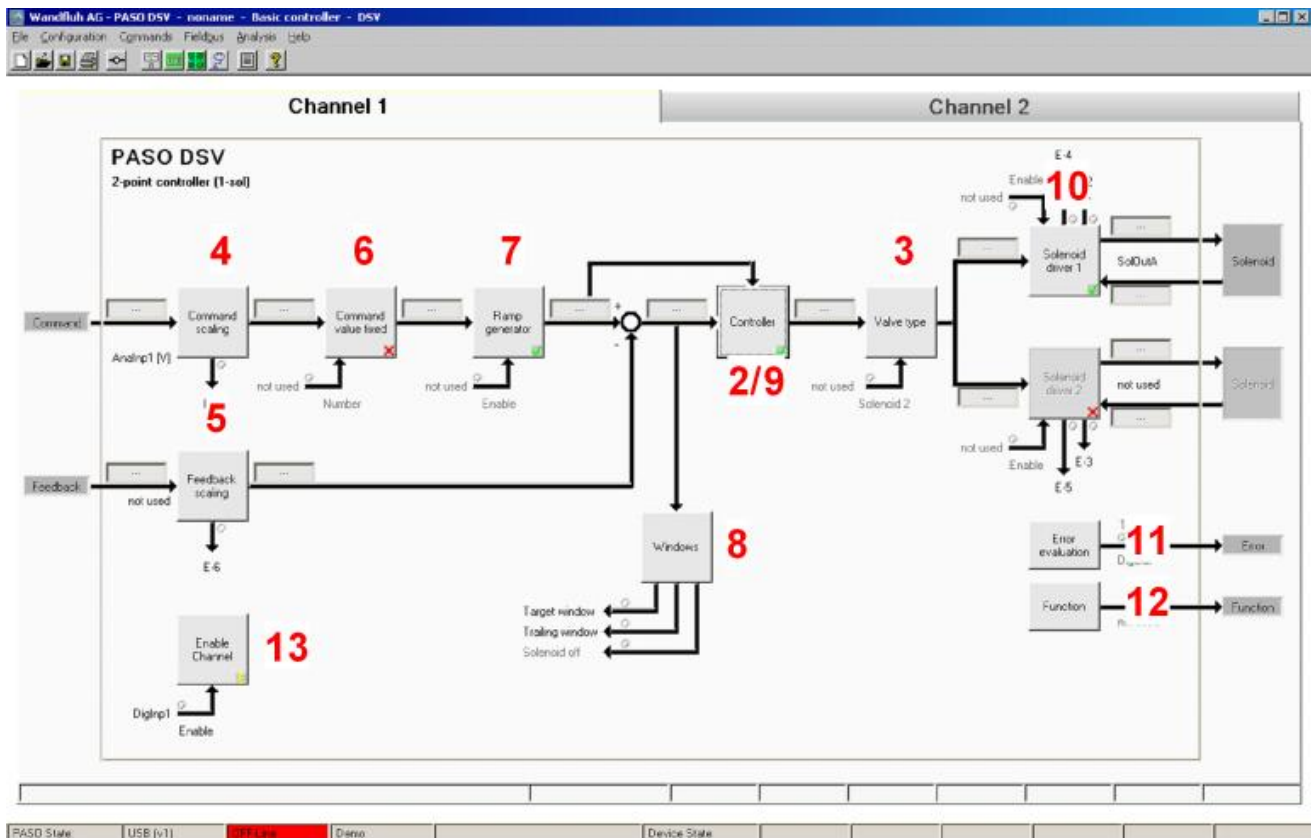 Wandfluh AG - PASO DSV - noname - Basic controller - DSV
File Configuration Commands Fieldbus Analysis Help
Channel 1
Channel 2
PASO DSV
2-point controller (1-sol)
E-4
Enable
10
not used
4
6
7
3
...
...
...
...
...
...
...
...
Command
Command scaling
Command value fixed
Ramp generator
+
-
Controller
Valve type
Solenoid driver 1
SolOutA
Solenoid
...
AnaInp1 [V]
5
not used
Number
not used
Enable
2/9
not used
Solenoid 2
...
Solenoid driver 2
...
not used
Solenoid
...
not used
Enable
E-3
E-5
Feedback
...
not used
Feedback scaling
...
E-6
Windows
8
Target window
Trailing window
Solenoid off
Error evaluation
11
Error
Function
12
Function
Enable Channel
13
DigInp1
Enable
PASO State:
USB (v1)
OFF-Line
Demo
Device State